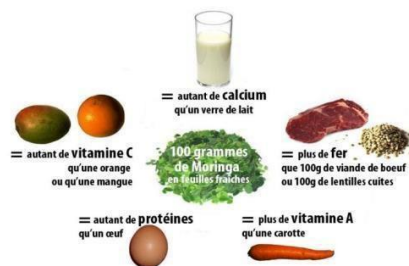 = autant de calcium
qu'un verre de lait
= autant de vitamine C
qu'une orange
ou qu'une mangue
100 grammes
de Moringa
en feuilles fraîches
= plus de fer
que 100g de viande de boeuf
ou 100g de lentilles cuites
= autant de protéines
qu'un œuf
= plus de vitamine A
qu'une carotte